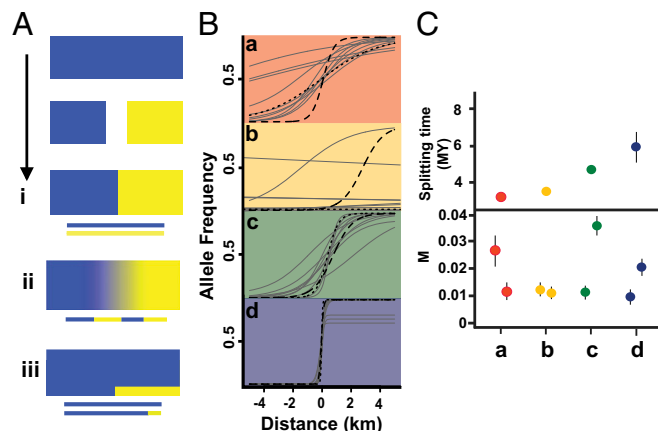 A
i
ii
iii
B
a
b
c
d
0.5
0.5
0.5
0.5
Allele Frequency
-4 -2 0 2 4
Distance (km)
C
Splitting time
(MY)
8
6
4
M
0.04
0.03
0.02
0.01
0
a b c d